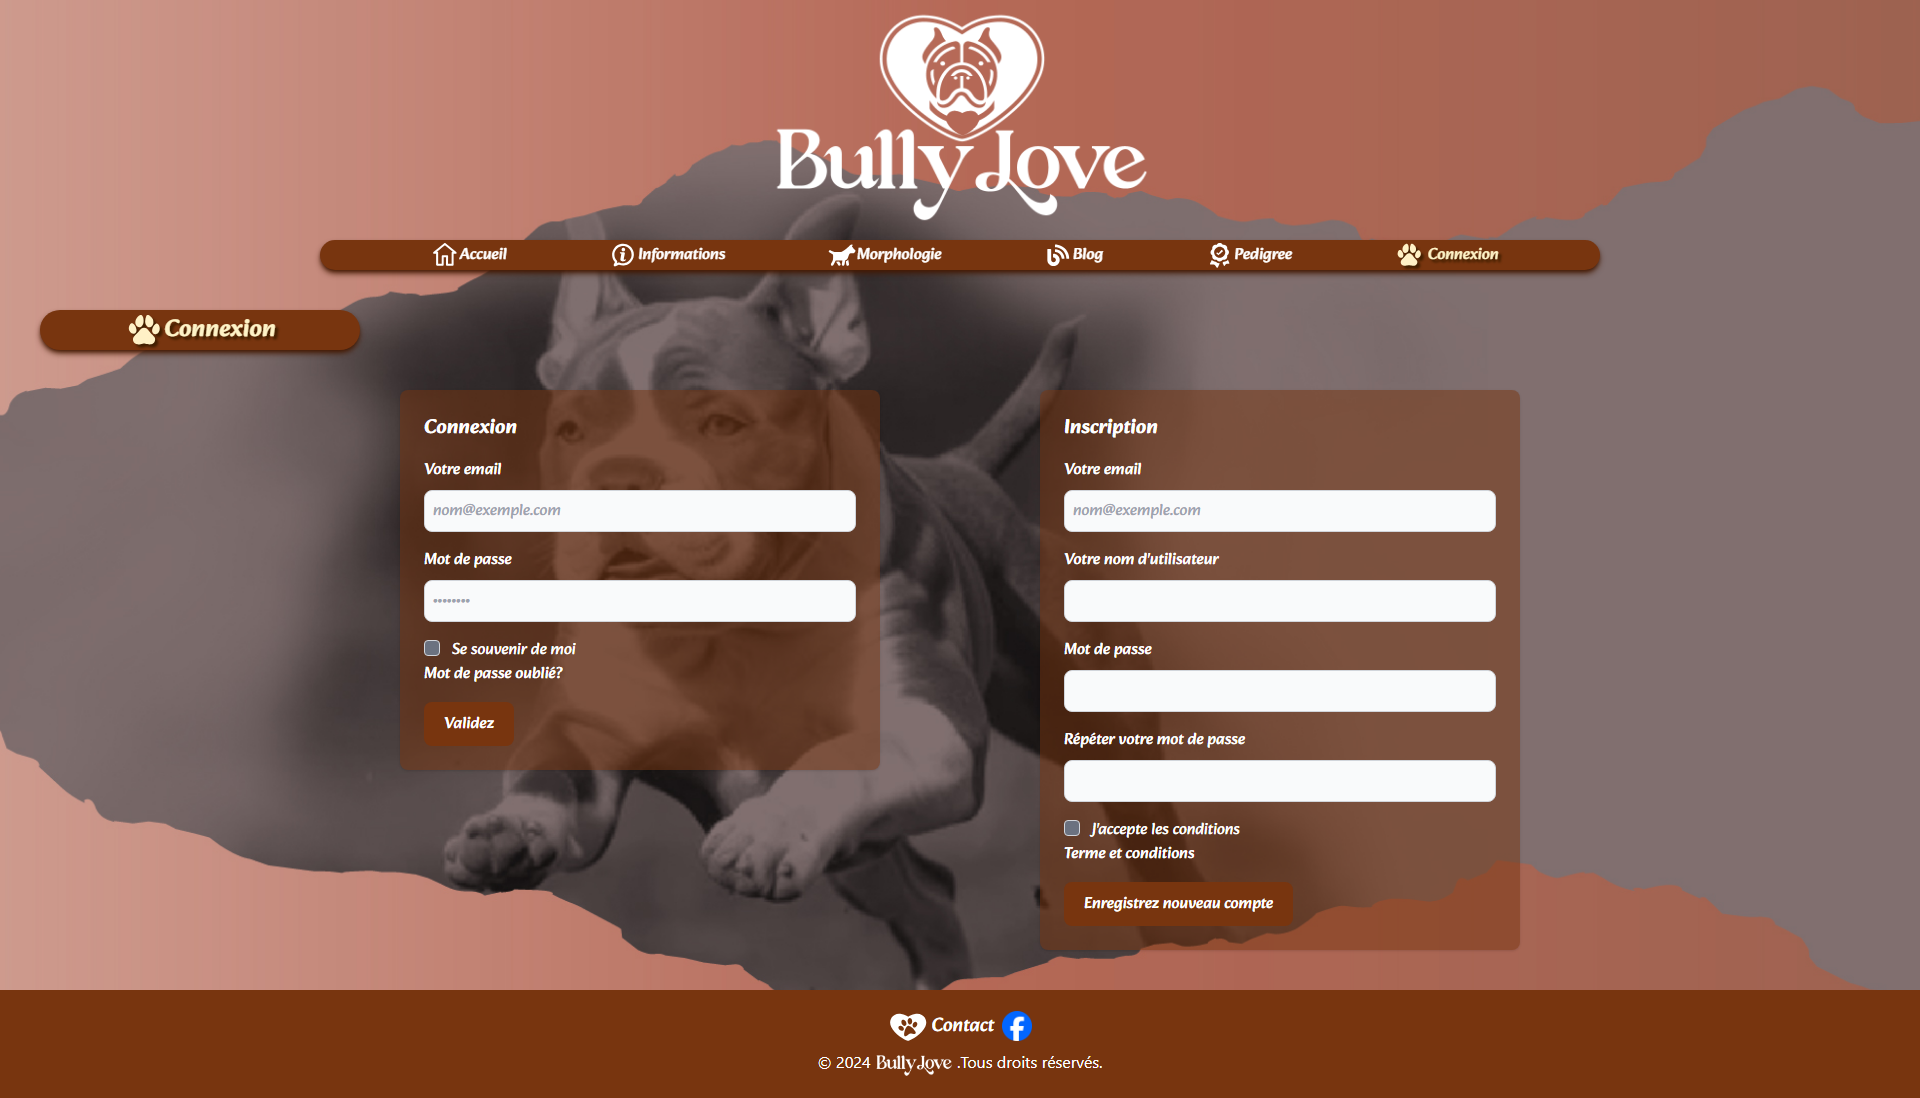 Bully Love
Accueil Informations Morphologie Blog Pedigree Connexion
Connexion
Connexion
Votre email
nom@exemple.com
Mot de passe
••••••••
Se souvenir de moi
Mot de passe oublié?
Validez
Inscription
Votre email
nom@exemple.com
Votre nom d'utilisateur
Mot de passe
Répéter votre mot de passe
J'accepte les conditions
Terme et conditions
Enregistrez nouveau compte
Contact
© 2024 Bully Love .Tous droits réservés.